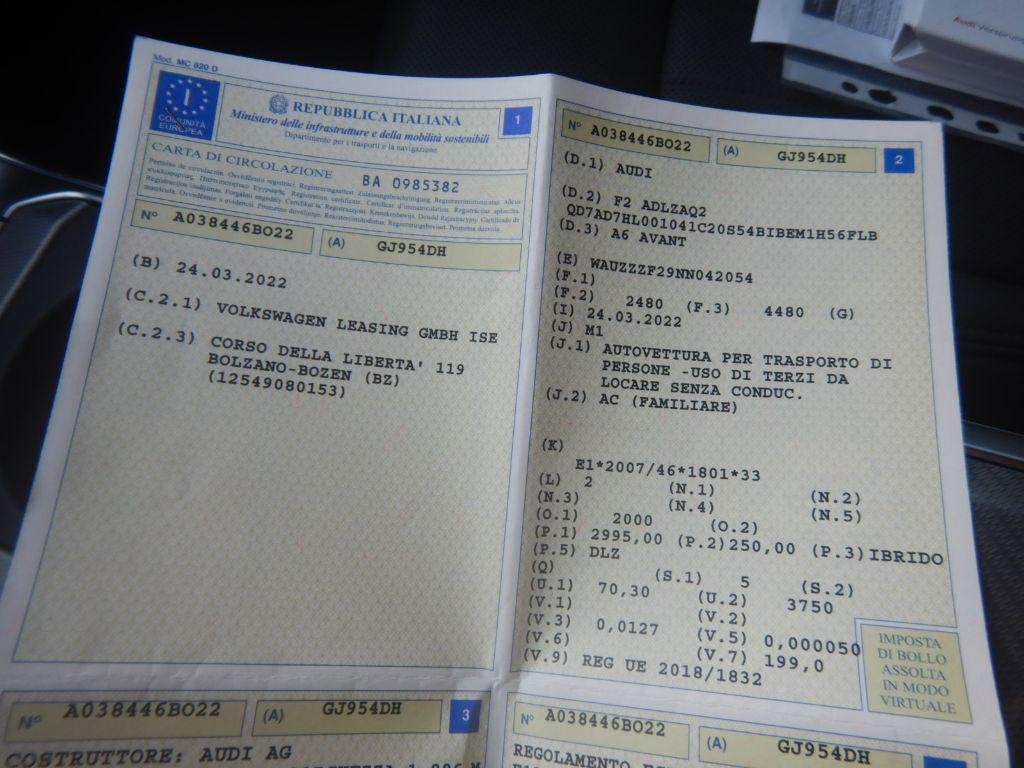 Mod. MC 820 D
I
COMUNITÀ
EUROPEA
REPUBBLICA ITALIANA
Ministero delle infrastrutture e della mobilità sostenibili
Dipartimento per i trasporti e la navigazione
1
CARTA DI CIRCOLAZIONE
BA 0985382
N° A038446BO22
(A) GJ954DH
(B) 24.03.2022
(C.2.1) VOLKSWAGEN LEASING GMBH ISE
(C.2.3) CORSO DELLA LIBERTA' 119
BOLZANO-BOZEN (BZ)
(12549080153)
N° A038446BO22
(A) GJ954DH
2
(D.1) AUDI
(D.2) F2 ADLZAQ2
QD7AD7HL001041C20S54BIBEM1H56FLB
(D.3) A6 AVANT
(E) WAUZZZF29NN042054
(F.1)
(F.2) 2480 (F.3) 4480 (G)
(I) 24.03.2022
(J) M1
(J.1) AUTOVETTURA PER TRASPORTO DI
PERSONE -USO DI TERZI DA
LOCARE SENZA CONDUC.
(J.2) AC (FAMILIARE)
(K)
E1*2007/46*1801*33
(L) 2 (N.1) (N.2)
(N.3) (N.4) (N.5)
(O.1) 2000 (O.2)
(P.1) 2995,00 (P.2)250,00 (P.3)IBRIDO
(P.5) DLZ
(Q) (S.1) 5 (S.2)
(U.1) 70,30 (U.2) 3750
(V.1) (V.2)
(V.3) 0,0127 (V.5) 0,000050
(V.6) (V.7) 199,0
(V.9) REG UE 2018/1832
IMPOSTA
DI BOLLO
ASSOLTA
IN MODO
VIRTUALE
N° A038446BO22
(A) GJ954DH
3
COSTRUTTORE: AUDI AG
N° A038446BO22
(A) GJ954DH
REGOLAMENTO
Audi Vorsprung